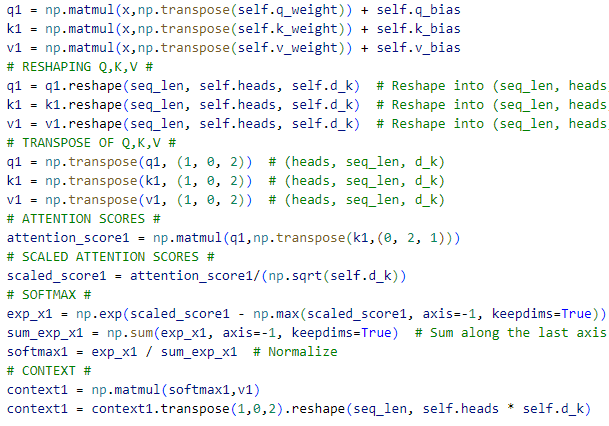 q1 = np.matmul(x,np.transpose(self.q_weight)) + self.q_bias
k1 = np.matmul(x,np.transpose(self.k_weight)) + self.k_bias
v1 = np.matmul(x,np.transpose(self.v_weight)) + self.v_bias
# RESHAPING Q,K,V #
q1 = q1.reshape(seq_len, self.heads, self.d_k)  # Reshape into (seq_len, heads
k1 = k1.reshape(seq_len, self.heads, self.d_k)  # Reshape into (seq_len, heads
v1 = v1.reshape(seq_len, self.heads, self.d_k)  # Reshape into (seq_len, heads
# TRANSPOSE OF Q,K,V #
q1 = np.transpose(q1, (1, 0, 2))  # (heads, seq_len, d_k)
k1 = np.transpose(k1, (1, 0, 2))  # (heads, seq_len, d_k)
v1 = np.transpose(v1, (1, 0, 2))  # (heads, seq_len, d_k)
# ATTENTION SCORES #
attention_score1 = np.matmul(q1,np.transpose(k1,(0, 2, 1)))
# SCALED ATTENTION SCORES #
scaled_score1 = attention_score1/(np.sqrt(self.d_k))
# SOFTMAX #
exp_x1 = np.exp(scaled_score1 - np.max(scaled_score1, axis=-1, keepdims=True))
sum_exp_x1 = np.sum(exp_x1, axis=-1, keepdims=True)  # Sum along the last axis
softmax1 = exp_x1 / sum_exp_x1  # Normalize
# CONTEXT #
context1 = np.matmul(softmax1,v1)
context1 = context1.transpose(1,0,2).reshape(seq_len, self.heads * self.d_k)